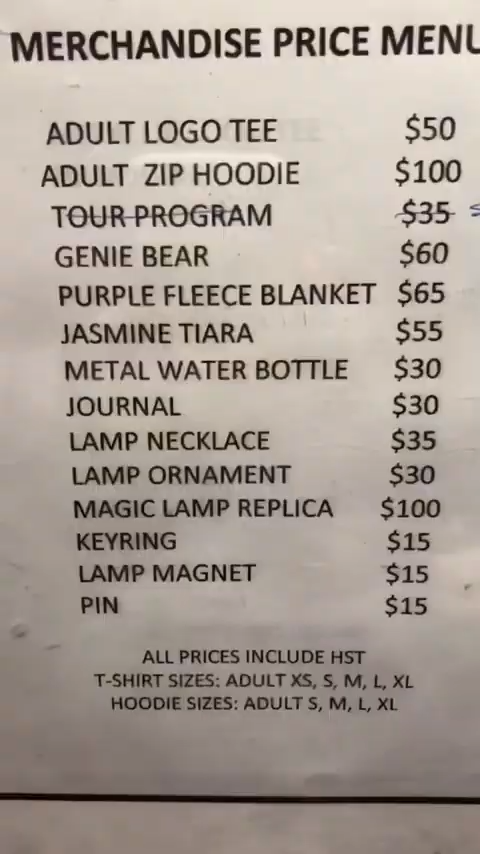 MERCHANDISE PRICE MENU
ADULT LOGO TEE $50
ADULT ZIP HOODIE $100
TOUR PROGRAM $35
GENIE BEAR $60
PURPLE FLEECE BLANKET $65
JASMINE TIARA $55
METAL WATER BOTTLE $30
JOURNAL $30
LAMP NECKLACE $35
LAMP ORNAMENT $30
MAGIC LAMP REPLICA $100
KEYRING $15
LAMP MAGNET $15
PIN $15
ALL PRICES INCLUDE HST
T-SHIRT SIZES: ADULT XS, S, M, L, XL
HOODIE SIZES: ADULT S, M, L, XL